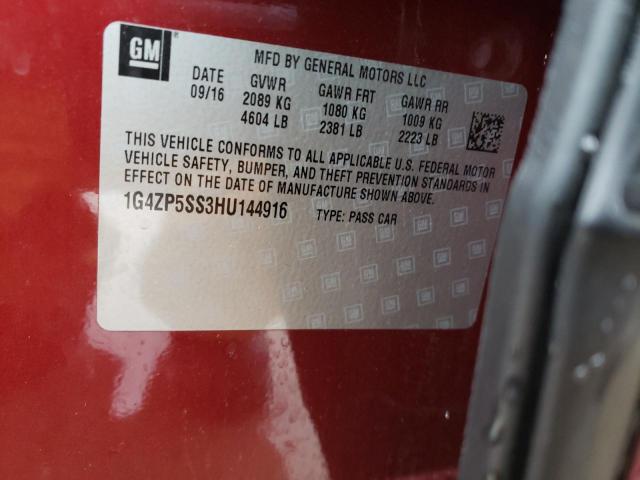 GM
MFD BY GENERAL MOTORS LLC
DATE GVWR GAWR FRT GAWR RR
09/16 2089 KG 1080 KG 1009 KG
4604 LB 2381 LB 2223 LB
THIS VEHICLE CONFORMS TO ALL APPLICABLE U.S. FEDERAL MOTOR
VEHICLE SAFETY, BUMPER, AND THEFT PREVENTION STANDARDS IN
EFFECT ON THE DATE OF MANUFACTURE SHOWN ABOVE.
1G4ZP5SS3HU144916 TYPE: PASS CAR